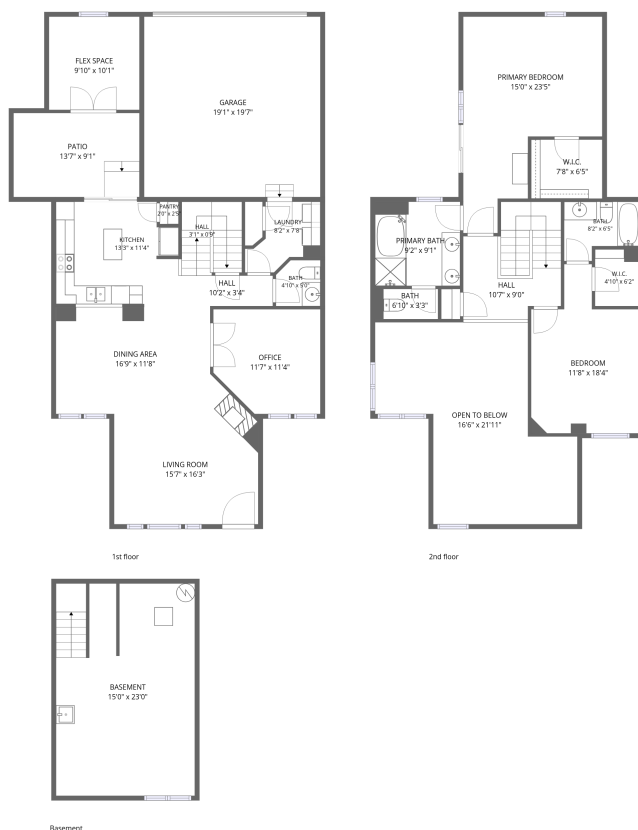 FLEX SPACE
9'10" x 10'1"
GARAGE
19'1" x 19'7"
PATIO
13'7" x 9'1"
PANTRY
2'0" x 2'5"
HALL
3'1" x 0'9"
LAUNDRY
8'2" x 7'8"
KITCHEN
13'3" x 11'4"
HALL
10'2" x 3'4"
BATH
4'10" x 5'0"
DINING AREA
16'9" x 11'8"
OFFICE
11'7" x 11'4"
LIVING ROOM
15'7" x 16'3"
1st floor
PRIMARY BEDROOM
15'0" x 23'5"
W.I.C.
7'8" x 6'5"
BATH
8'2" x 6'5"
PRIMARY BATH
9'2" x 9'1"
W.I.C.
4'10" x 6'2"
HALL
10'7" x 9'0"
BATH
6'10" x 3'3"
BEDROOM
11'8" x 18'4"
OPEN TO BELOW
16'6" x 21'11"
2nd floor
BASEMENT
15'0" x 23'0"
Basement